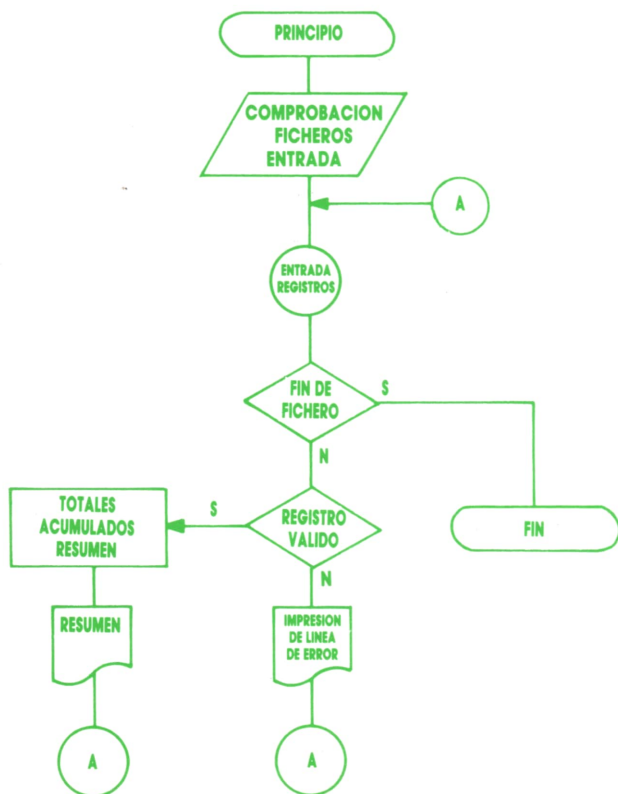 PRINCIPIO
COMPROBACION
FICHEROS
ENTRADA
A
ENTRADA
REGISTROS
FIN DE
FICHERO
S
N
TOTALES
ACUMULADOS
RESUMEN
S
REGISTRO
VALIDO
FIN
N
RESUMEN
IMPRESION
DE LINEA
DE ERROR
A
A